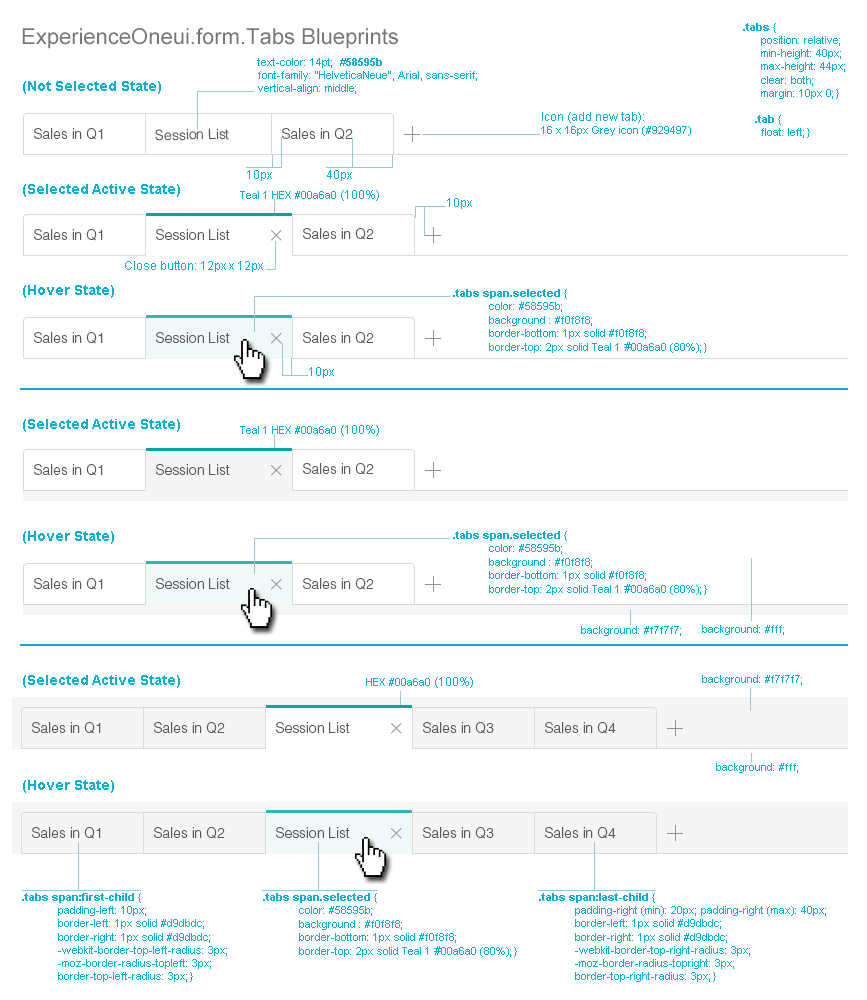 ExperienceOneui.form.Tabs Blueprints
.tabs {
position: relative;
min-height: 40px;
max-height: 44px;
clear: both;
margin: 10px 0; }
.tab {
float: left; }
text-color: 14pt; #58595b
font-family: "HelveticaNeue", Arial, sans-serif;
vertical-align: middle;
(Not Selected State)
Icon (add new tab):
16 x 16px Grey icon (#929497)
Sales in Q1 Session List Sales in Q2
10px 40px
(Selected Active State)
Teal 1 HEX #00a6a0 (100%)
10px
Sales in Q1 Session List Sales in Q2
Close button: 12px x 12px
(Hover State)
.tabs span.selected {
color: #58595b;
background : #f0f8f8;
border-bottom: 1px solid #f0f8f8;
border-top: 2px solid Teal 1 #00a6a0 (80%); }
Sales in Q1 Session List Sales in Q2
10px
(Selected Active State)
Teal 1 HEX #00a6a0 (100%)
Sales in Q1 Session List Sales in Q2
(Hover State)
.tabs span.selected {
color: #58595b;
background : #f0f8f8;
border-bottom: 1px solid #f0f8f8;
border-top: 2px solid Teal 1 #00a6a0 (80%); }
Sales in Q1 Session List Sales in Q2
background: #f7f7f7; background: #fff;
(Selected Active State)
HEX #00a6a0 (100%)
background: #f7f7f7;
Sales in Q1 Sales in Q2 Session List Sales in Q3 Sales in Q4
background: #fff;
(Hover State)
Sales in Q1 Sales in Q2 Session List Sales in Q3 Sales in Q4
.tabs span:first-child {
padding-left: 10px;
border-left: 1px solid #d9dbdc;
border-right: 1px solid #d9dbdc;
-webkit-border-top-left-radius: 3px;
-moz-border-radius-topleft: 3px;
border-top-left-radius: 3px; }
.tabs span.selected {
color: #58595b;
background : #f0f8f8;
border-bottom: 1px solid #f0f8f8;
border-top: 2px solid Teal 1 #00a6a0 (80%); }
.tabs span:last-child {
padding-right (min): 20px; padding-right (max): 40px;
border-left: 1px solid #d9dbdc;
border-right: 1px solid #d9dbdc;
-webkit-border-top-right-radius: 3px;
-moz-border-radius-topright: 3px;
border-top-right-radius: 3px; }